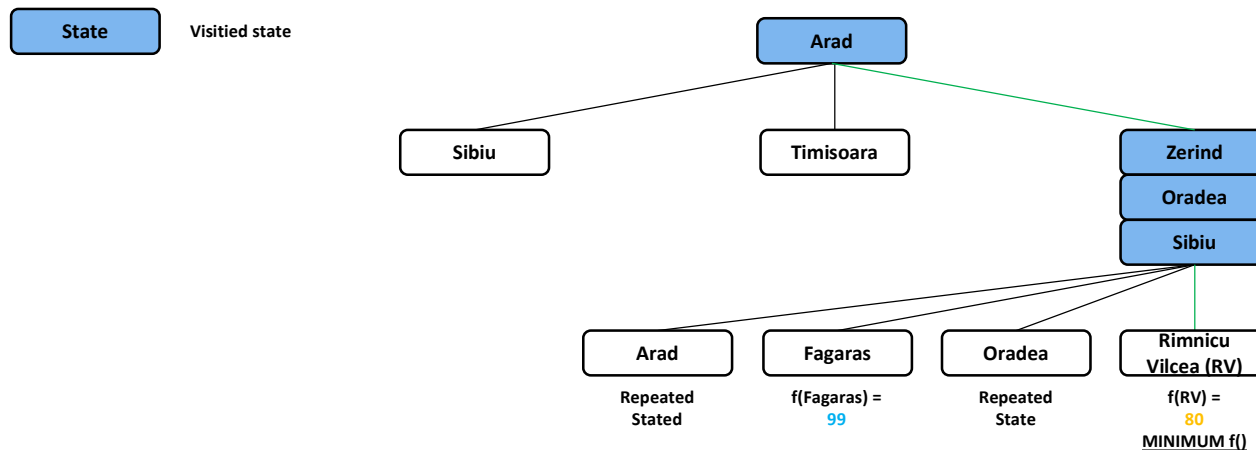 State
Visitied state
Arad
Sibiu
Timisoara
Zerind
Oradea
Sibiu
Arad
Fagaras
Oradea
Rimnicu
Vilcea (RV)
Repeated
Stated
f(Fagaras) =
99
Repeated
State
f(RV) =
80
MINIMUM f()